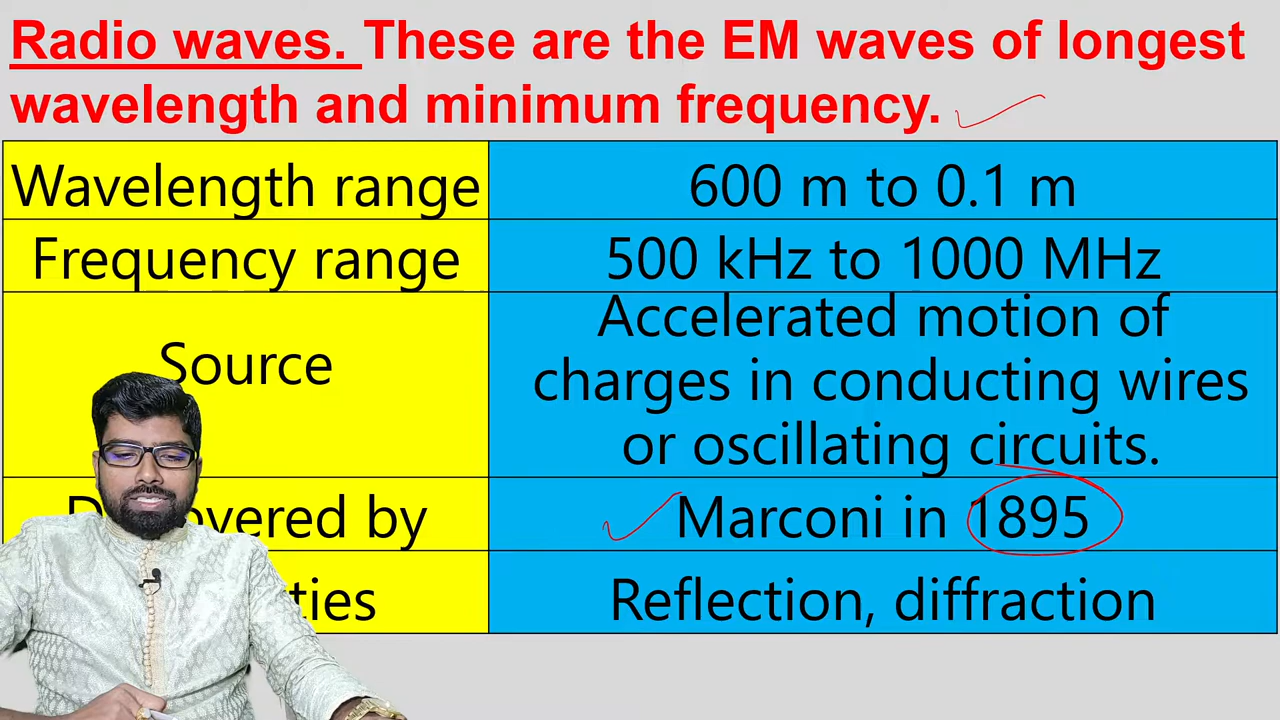 Radio waves. These are the EM waves of longest
wavelength and minimum frequency.
Wavelength range
600 m to 0.1 m
Frequency range
500 kHz to 1000 MHz
Source
Accelerated motion of
charges in conducting wires
or oscillating circuits.
by
Marconi in 1895
Reflection, diffraction